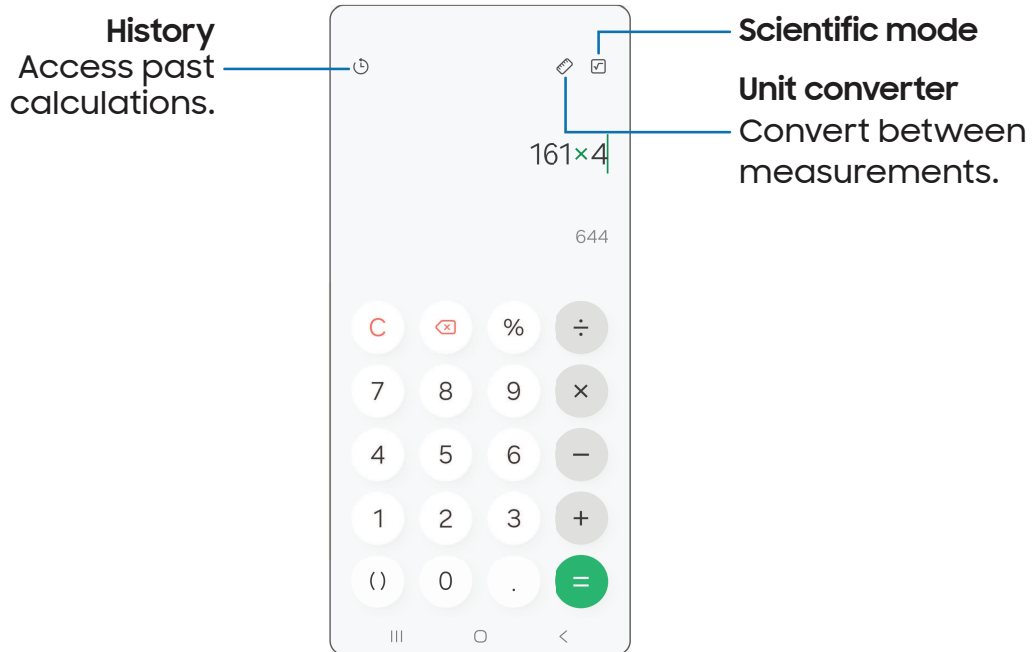 History
Access past
calculations.
Scientific mode
Unit converter
Convert between
measurements.
161×4
644
C % ÷
7 8 9 ×
4 5 6 −
1 2 3 +
() 0 . =